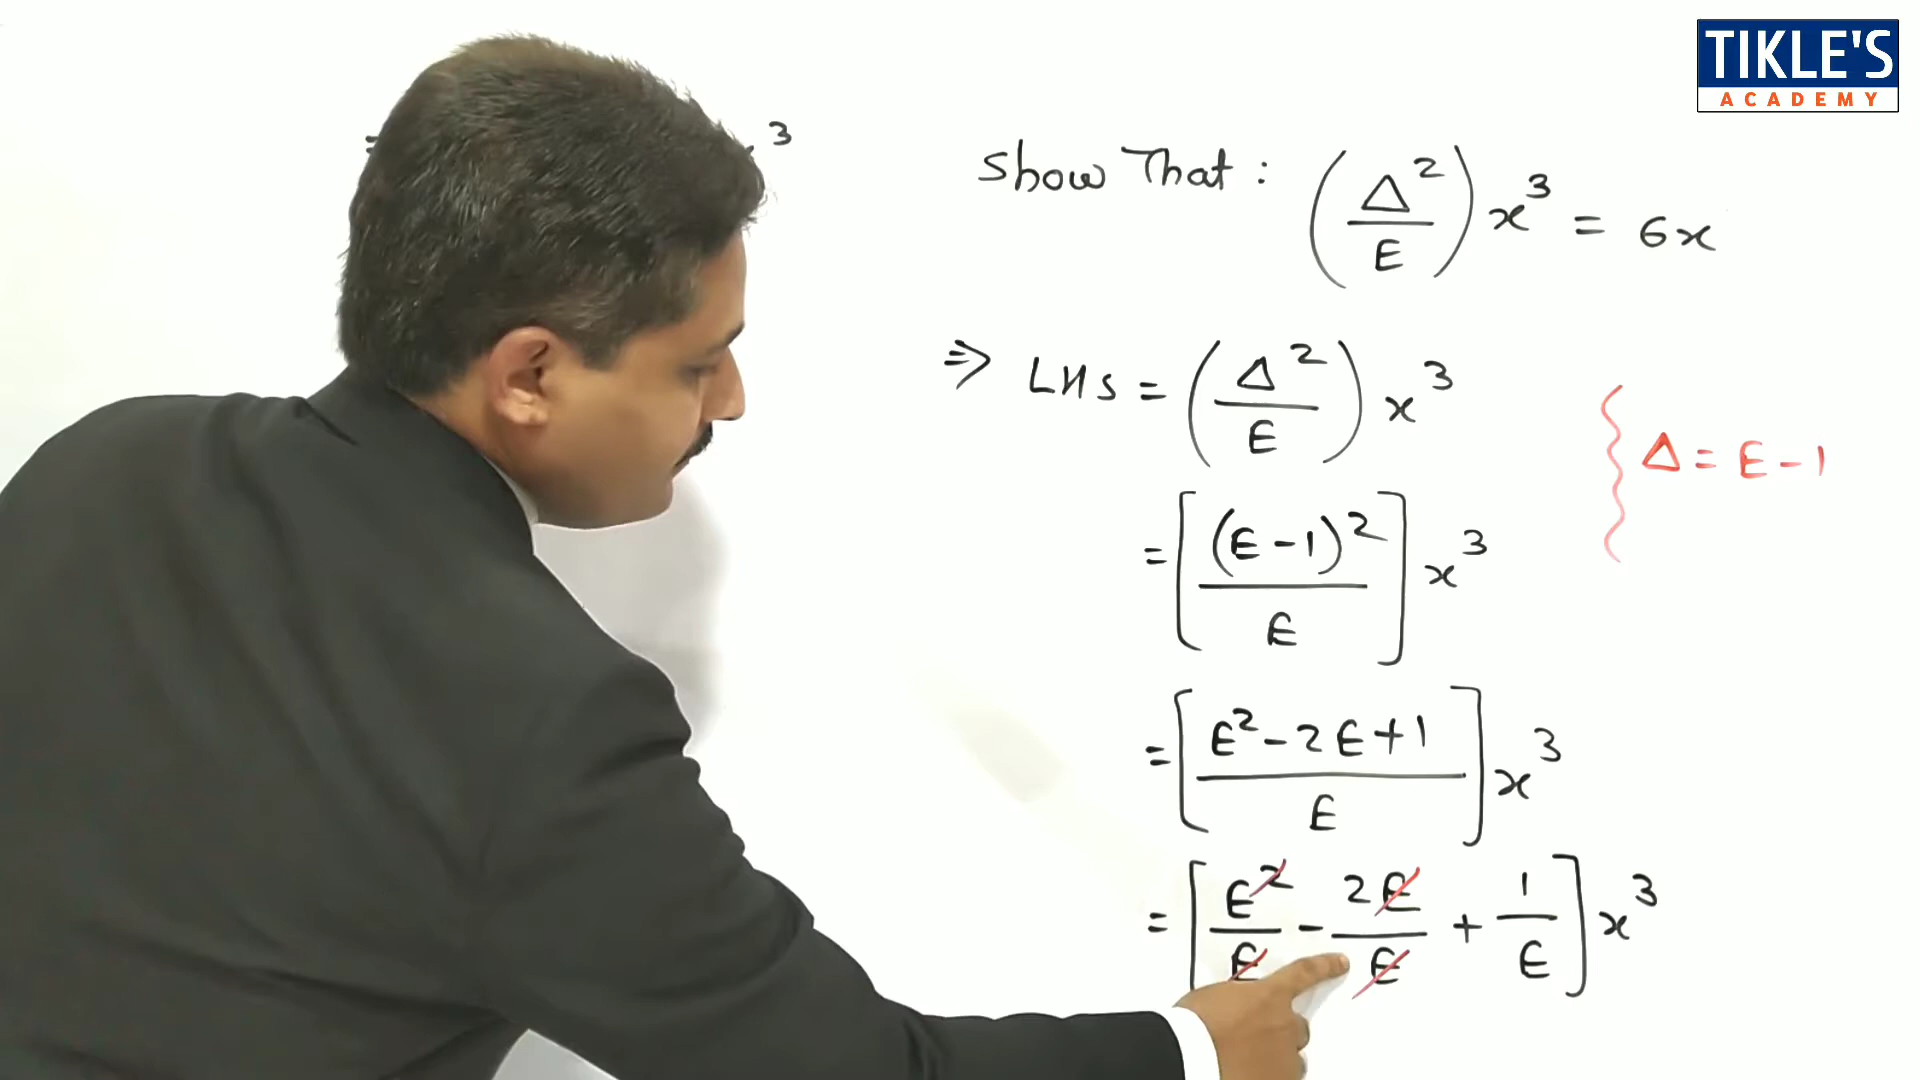 TIKLE'S
ACADEMY
3
Show That : (Δ²/E) x³ = 6x
⇒ LHS = (Δ²/E) x³
Δ = E - 1
= [(E - 1)²/E] x³
= [E² - 2E + 1/E] x³
= [E²/E - 2E/E + 1/E] x³